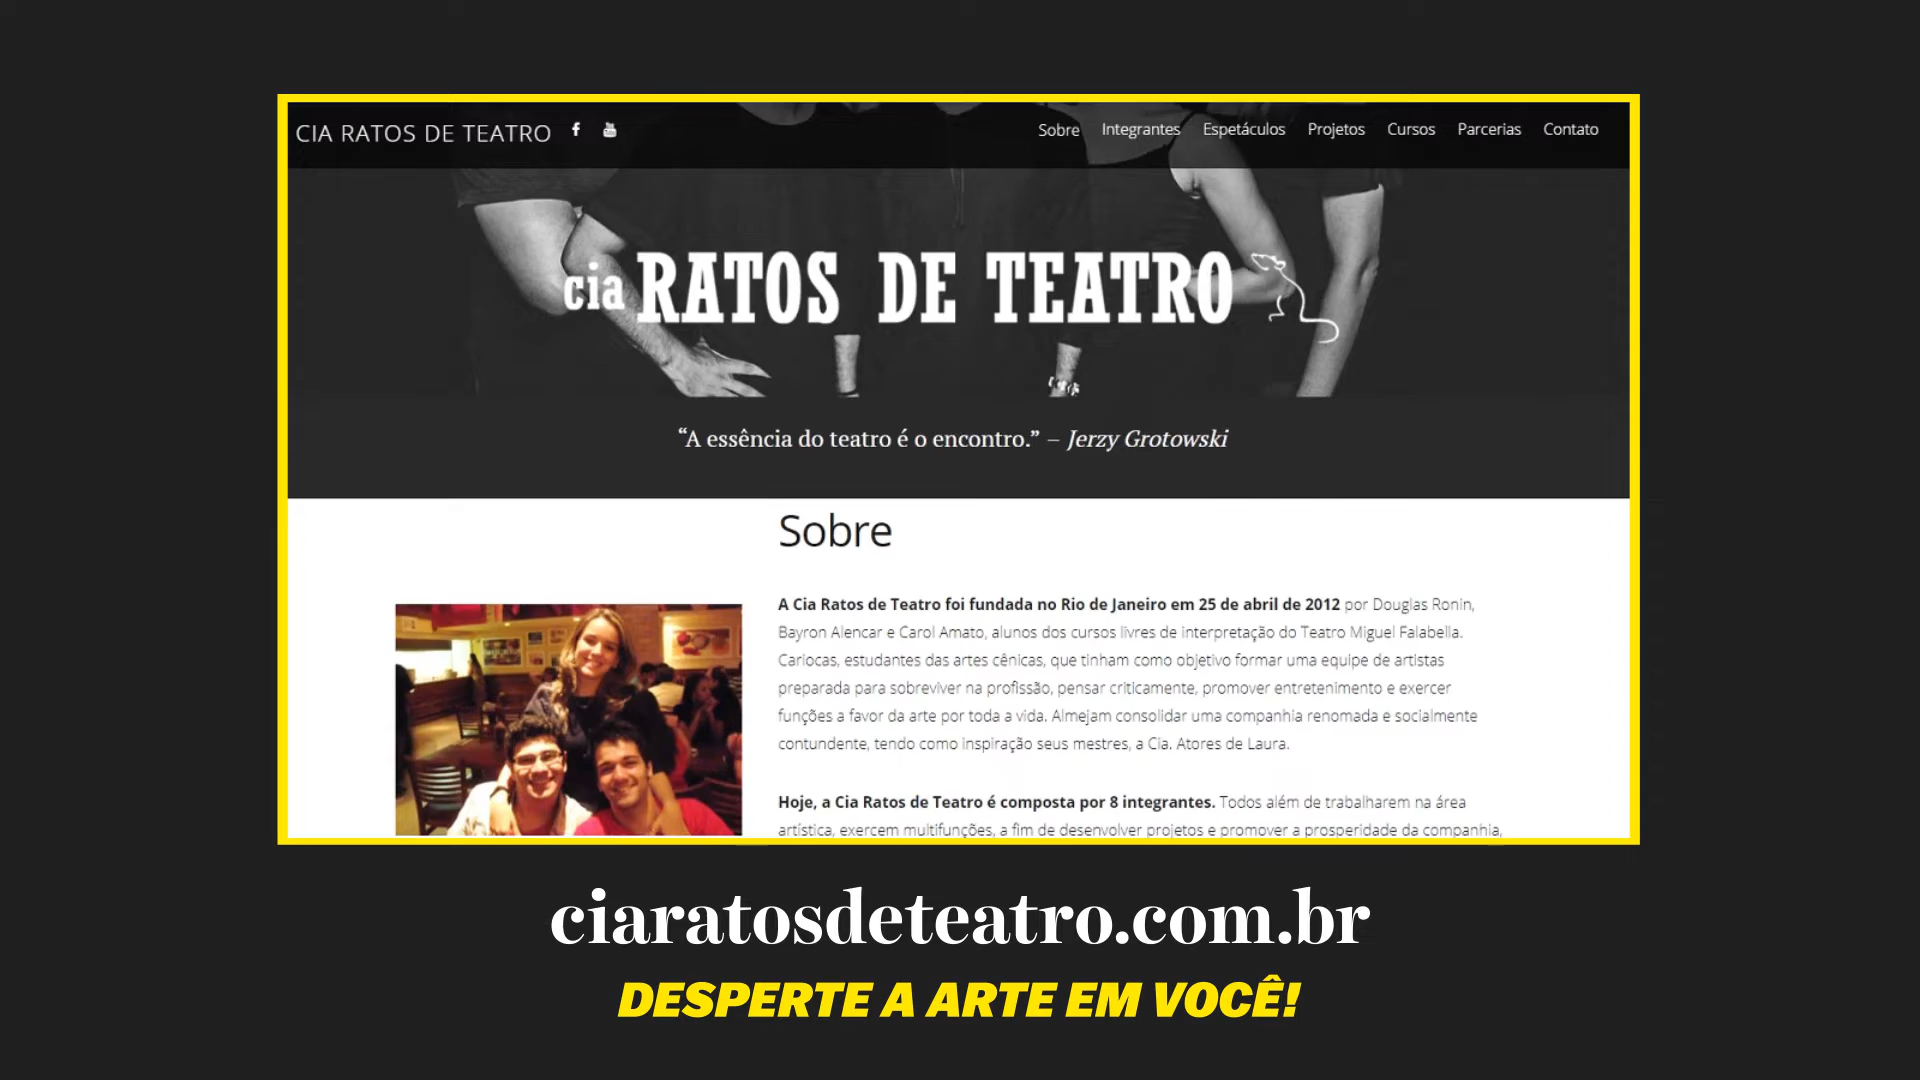 CIA RATOS DE TEATRO
Sobre Integrantes Espetáculos Projetos Cursos Parcerias Contato
cia RATOS DE TEATRO
“A essência do teatro é o encontro.” – Jerzy Grotowski
Sobre
A Cia Ratos de Teatro foi fundada no Rio de Janeiro em 25 de abril de 2012 por Douglas Ronin,
Bayron Alencar e Carol Amato, alunos dos cursos livres de interpretação do Teatro Miguel Falabella.
Cariocas, estudantes das artes cênicas, que tinham como objetivo formar uma equipe de artistas
preparada para sobreviver na profissão, pensar criticamente, promover entretenimento e exercer
funções a favor da arte por toda a vida. Almejam consolidar uma companhia renomada e socialmente
contundente, tendo como inspiração seus mestres, a Cia. Atores de Laura.
Hoje, a Cia Ratos de Teatro é composta por 8 integrantes. Todos além de trabalharem na área
artística, exercem multifunções, a fim de desenvolver projetos e promover a prosperidade da companhia,
ciaratosdeteatro.com.br
DESPERTE A ARTE EM VOCÊ!